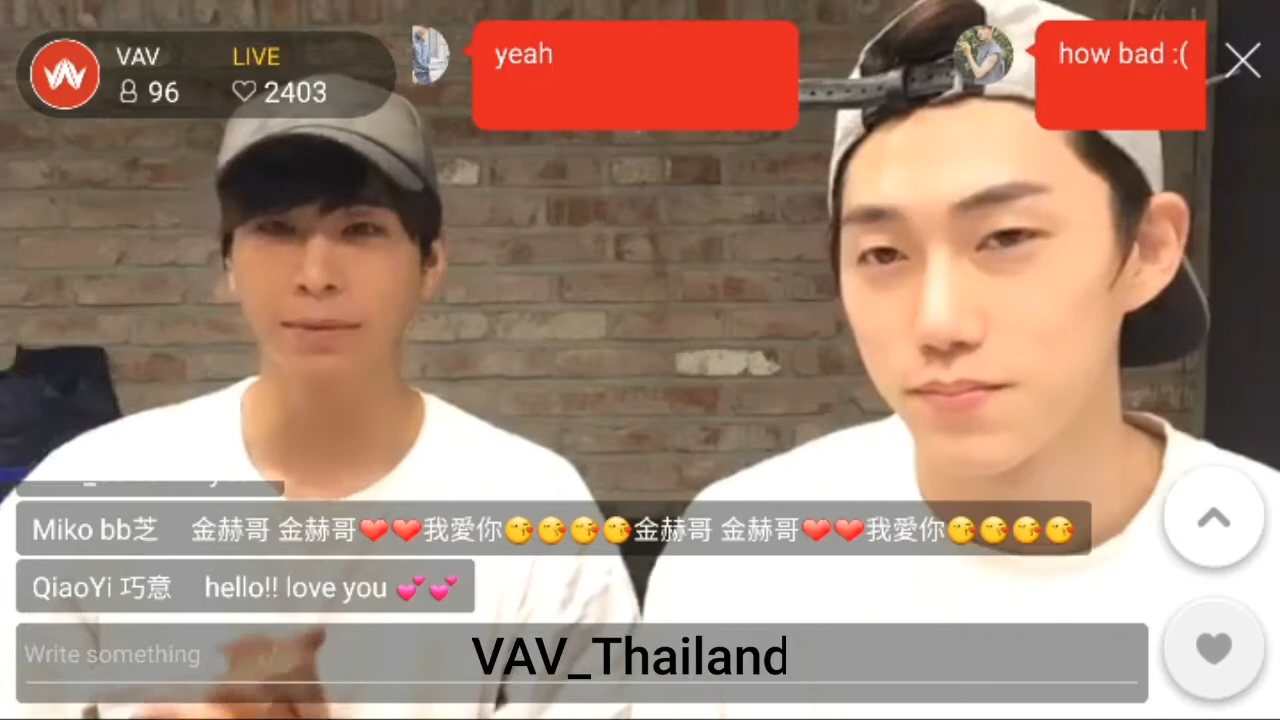 VAV LIVE
96 2403
yeah
how bad :(
Miko bb芝 金赫哥 金赫哥❤❤我愛你😘😘😘😘金赫哥 金赫哥❤❤我愛你😘😘😘😘
QiaoYi 巧意 hello!! love you 💕💕
Write something
VAV_Thailand